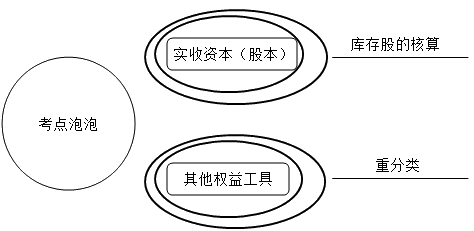 实收资本（股本）
库存股的核算
考点泡泡
其他权益工具
重分类